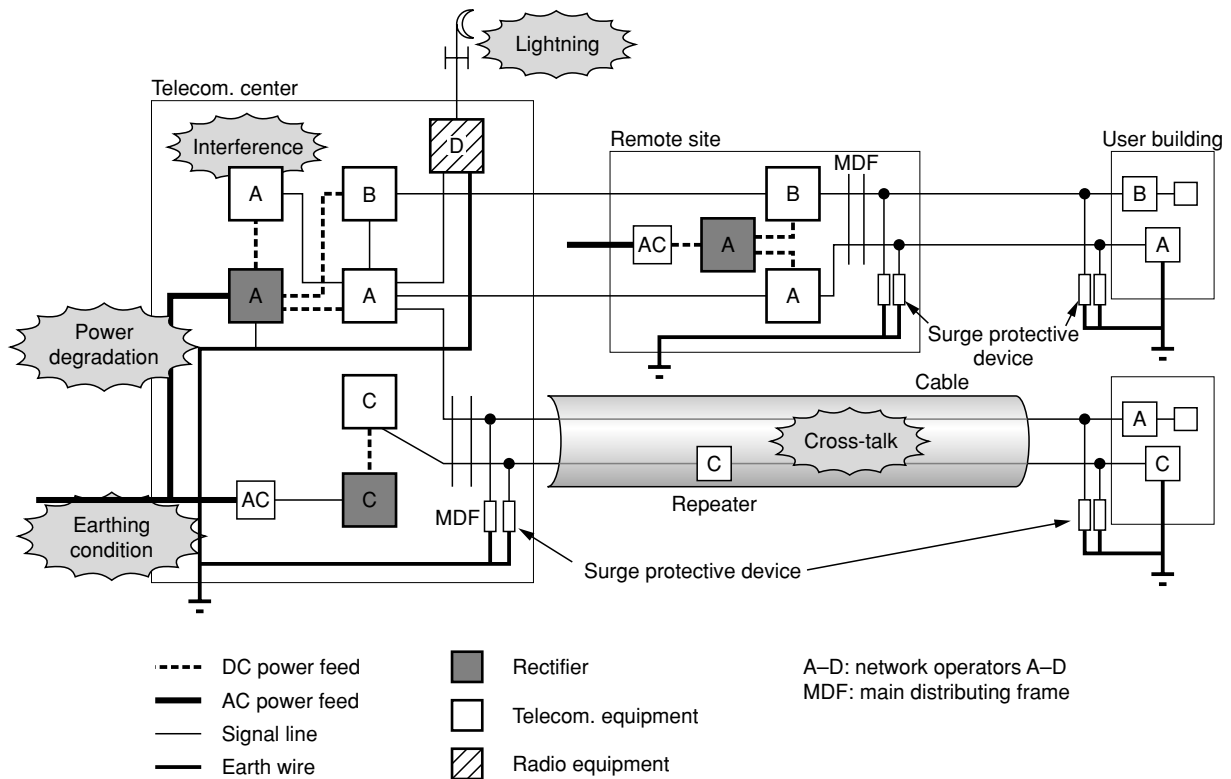 Lightning
Telecom. center
Interference
D
Remote site
User building
MDF
A
B
B
B
AC
A
A
A
A
A
Surge protective
device
Power
degradation
Cable
C
A
Cross-talk
C
C
AC
C
MDF
Repeater
Earthing
condition
Surge protective device
DC power feed
AC power feed
Signal line
Earth wire
Rectifier
Telecom. equipment
Radio equipment
A–D: network operators A–D
MDF: main distributing frame